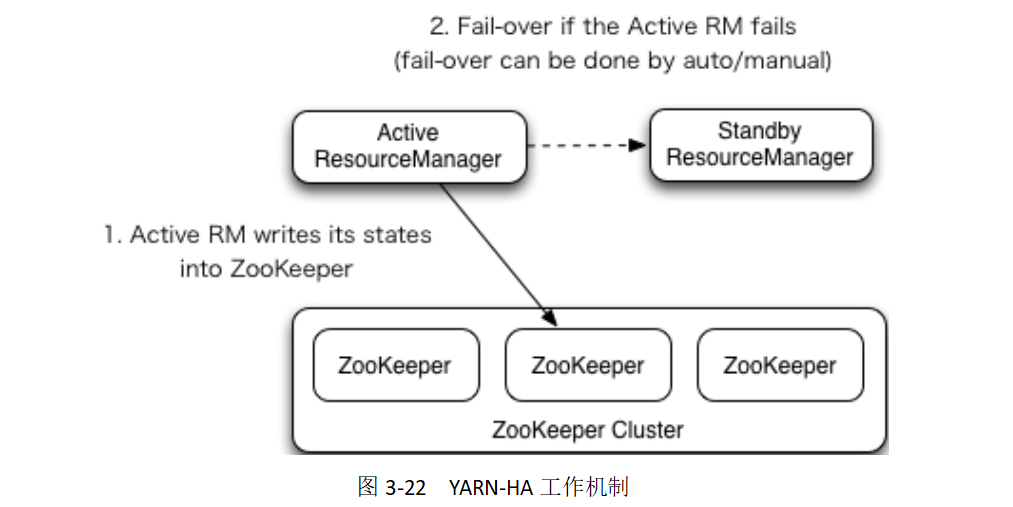 2. Fail-over if the Active RM fails
(fail-over can be done by auto/manual)
Active
ResourceManager
Standby
ResourceManager
1. Active RM writes its states
into ZooKeeper
ZooKeeper
ZooKeeper
ZooKeeper
ZooKeeper Cluster
图 3-22 YARN-HA 工作机制